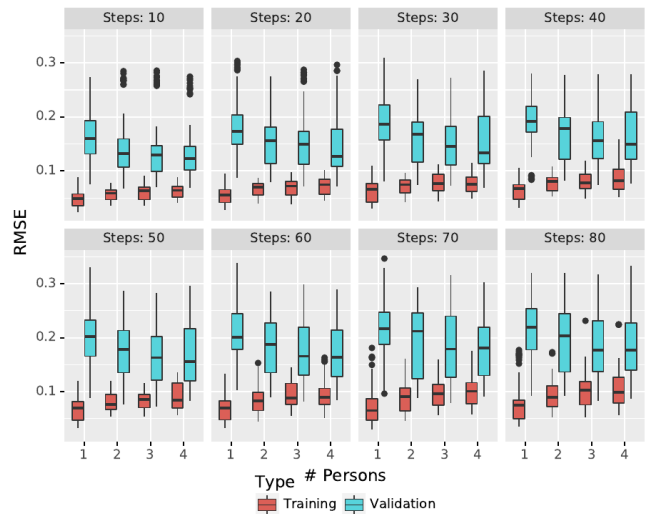 Steps: 10 Steps: 20 Steps: 30 Steps: 40
0.3
0.2
0.1
RMSE
Steps: 50 Steps: 60 Steps: 70 Steps: 80
0.3
0.2
0.1
1 2 3 4 1 2 3 4 1 2 3 4 1 2 3 4
# Persons
Type
Training Validation